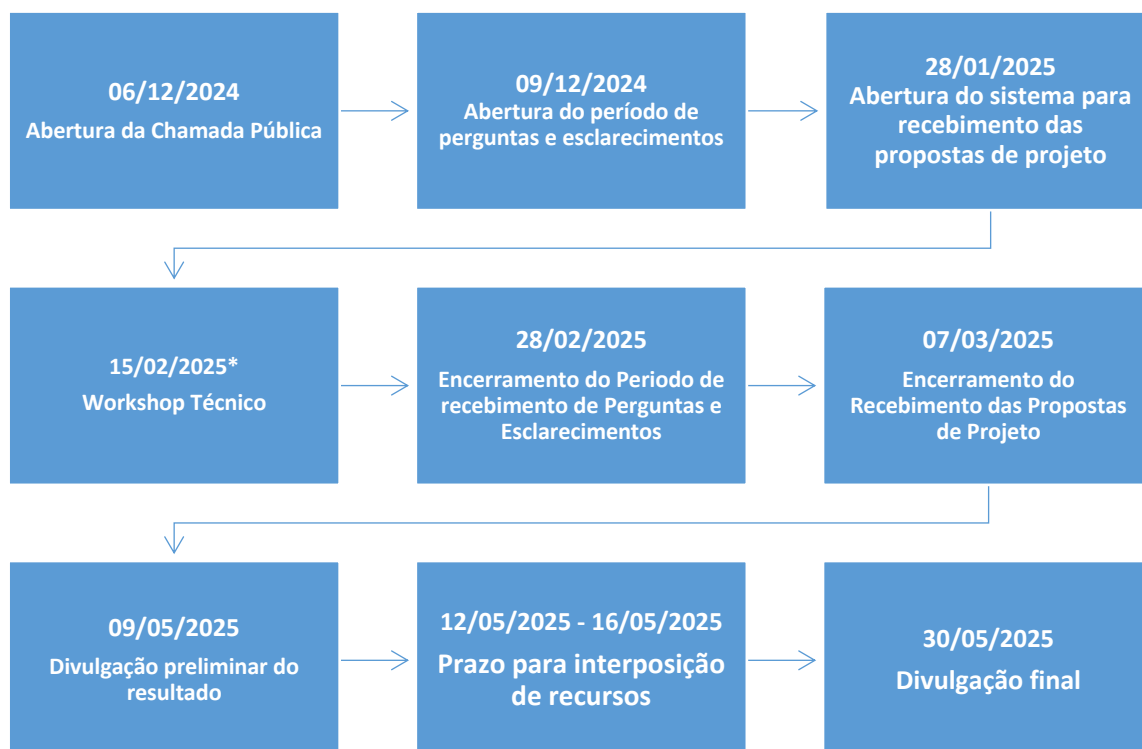 06/12/2024
Abertura da Chamada Pública
09/12/2024
Abertura do período de
perguntas e esclarecimentos
28/01/2025
Abertura do sistema para
recebimento das
propostas de projeto
15/02/2025*
Workshop Técnico
28/02/2025
Encerramento do Periodo de
recebimento de Perguntas e
Esclarecimentos
07/03/2025
Encerramento do
Recebimento das Propostas
de Projeto
09/05/2025
Divulgação preliminar do
resultado
12/05/2025 - 16/05/2025
Prazo para interposição
de recursos
30/05/2025
Divulgação final